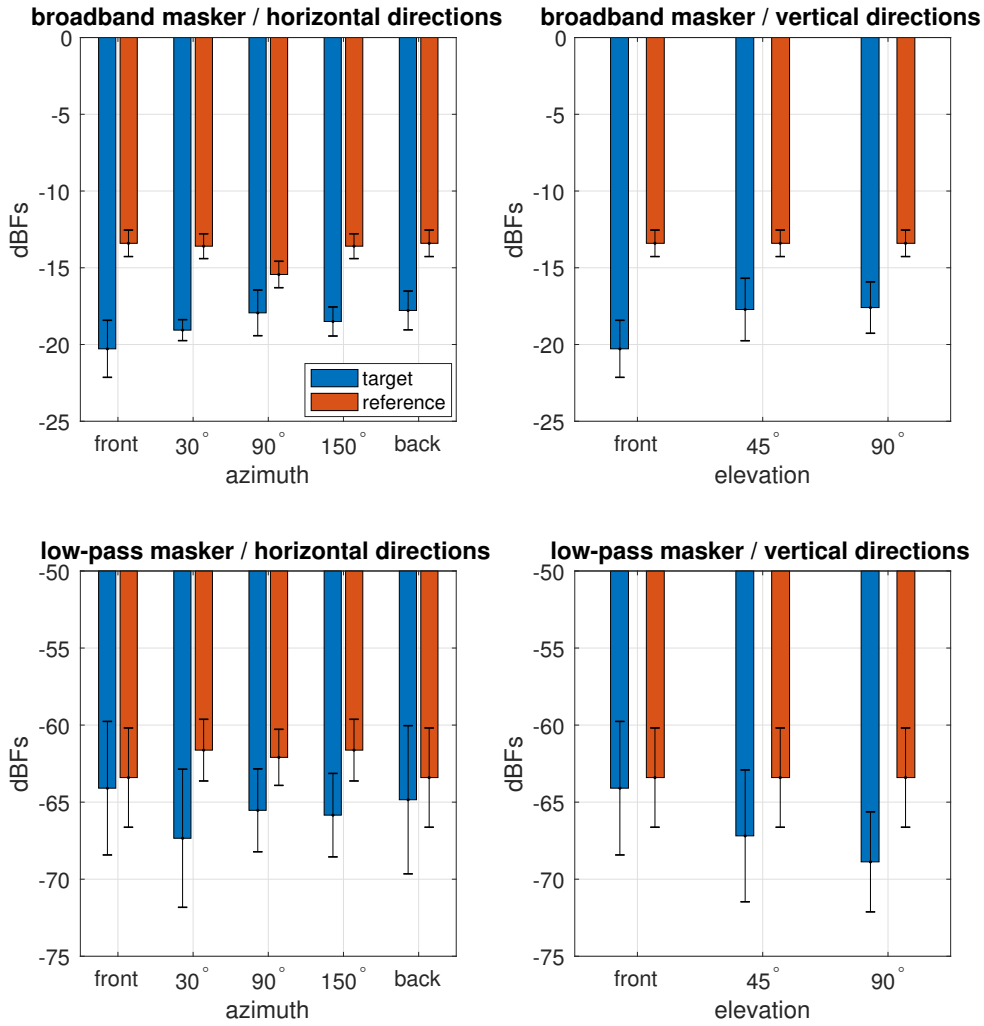 broadband masker / horizontal directions
0
-5
-10
-15
-20
-25
dBFs
target
reference
front 30° 90° 150° back
azimuth
broadband masker / vertical directions
0
-5
-10
-15
-20
-25
dBFs
front 45° 90°
elevation
low-pass masker / horizontal directions
-50
-55
-60
-65
-70
-75
dBFs
front 30° 90° 150° back
azimuth
low-pass masker / vertical directions
-50
-55
-60
-65
-70
-75
dBFs
front 45° 90°
elevation